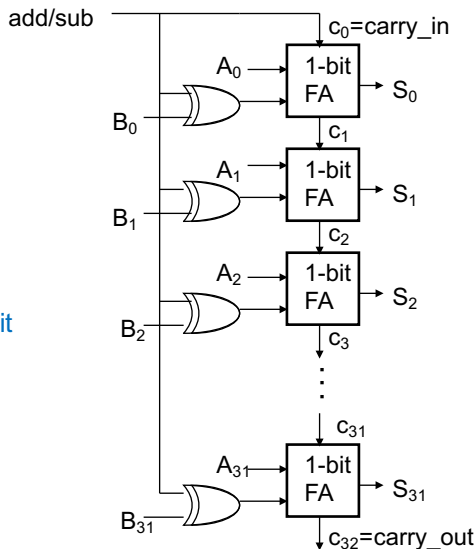 add/sub
c₀=carry_in
A₀
1-bit
FA
S₀
B₀
c₁
A₁
1-bit
FA
S₁
B₁
c₂
A₂
1-bit
FA
S₂
it
B₂
c₃
c₃₁
A₃₁
1-bit
FA
S₃₁
B₃₁
c₃₂=carry_out